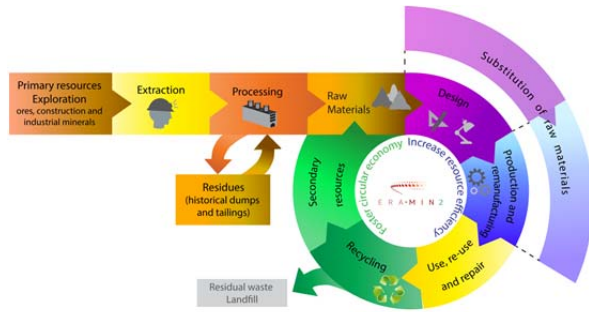 Primary resources
Exploration
ores, construction and
industrial minerals
Extraction
Processing
Raw
Materials
Residues
(historical dumps
and tailings)
Design
Substitution of raw materials
Production and
remanufacturing
Use, re-use
and repair
Recycling
Secondary
resources
Foster circular economy
Increase resource efficiency
ERA-MIN2
Residual waste
Landfill